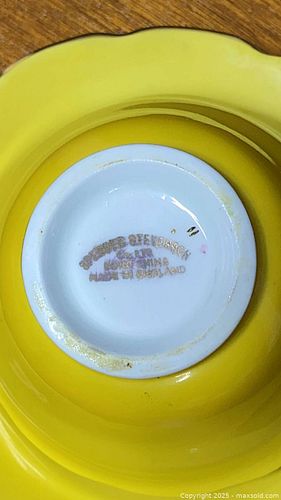 SPENCER STEVENSON
Co. LTD
BONE CHINA
MADE IN ENGLAND
Copyright 2025 - maxsold.com